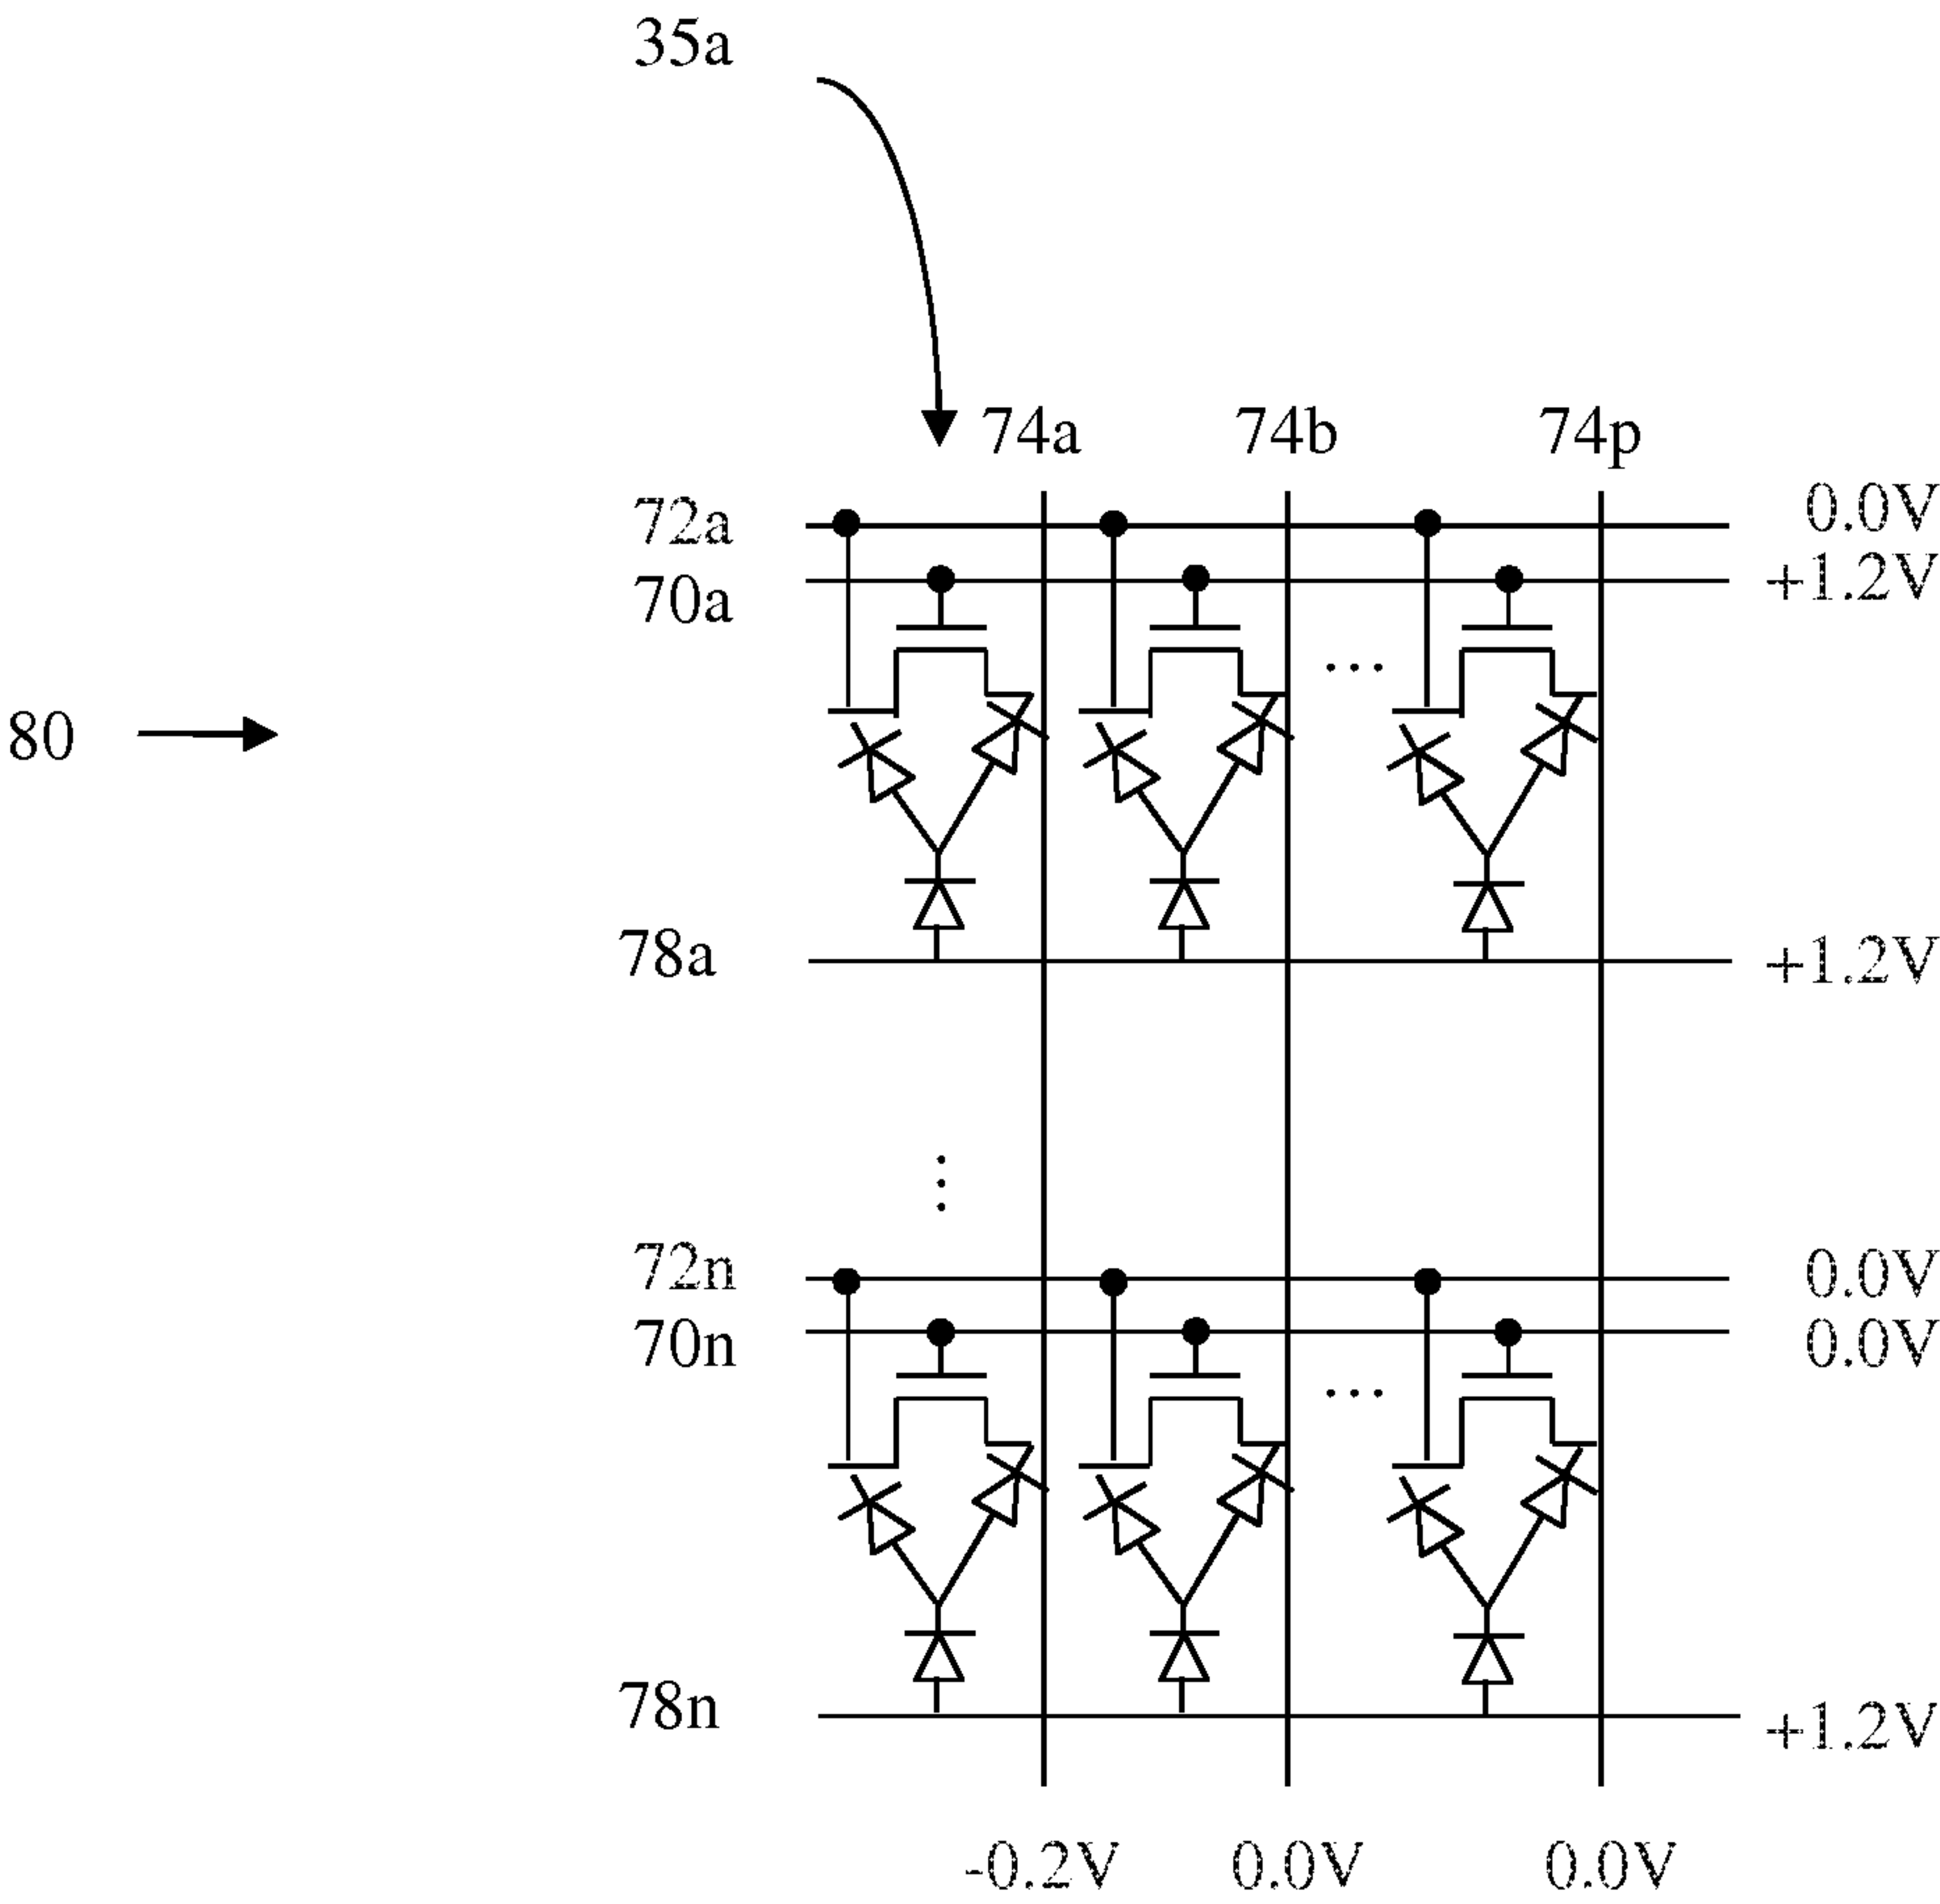 35a
74a 74b 74p
72a 0.0V
70a +1.2V
...
80
78a +1.2V
72n 0.0V
70n 0.0V
...
78n +1.2V
-0.2V 0.0V 0.0V